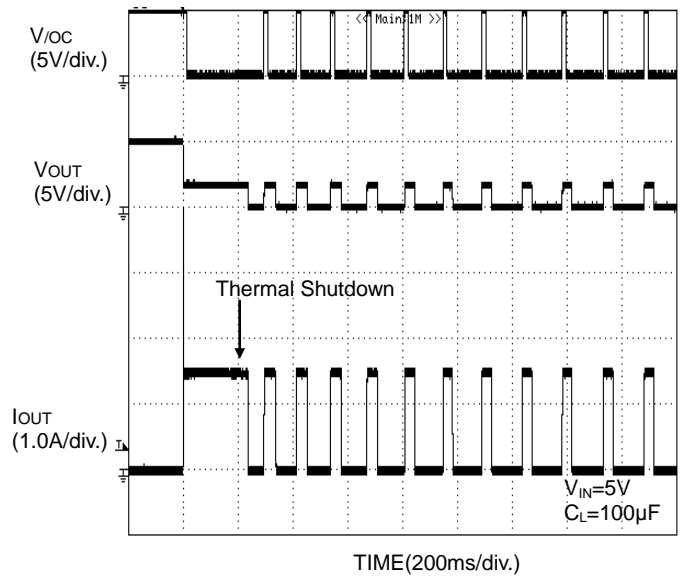 << Main:1M >>
V/OC
(5V/div.)
VOUT
(5V/div.)
Thermal Shutdown
IOUT
(1.0A/div.)
T
VIN=5V
CL=100µF
TIME(200ms/div.)